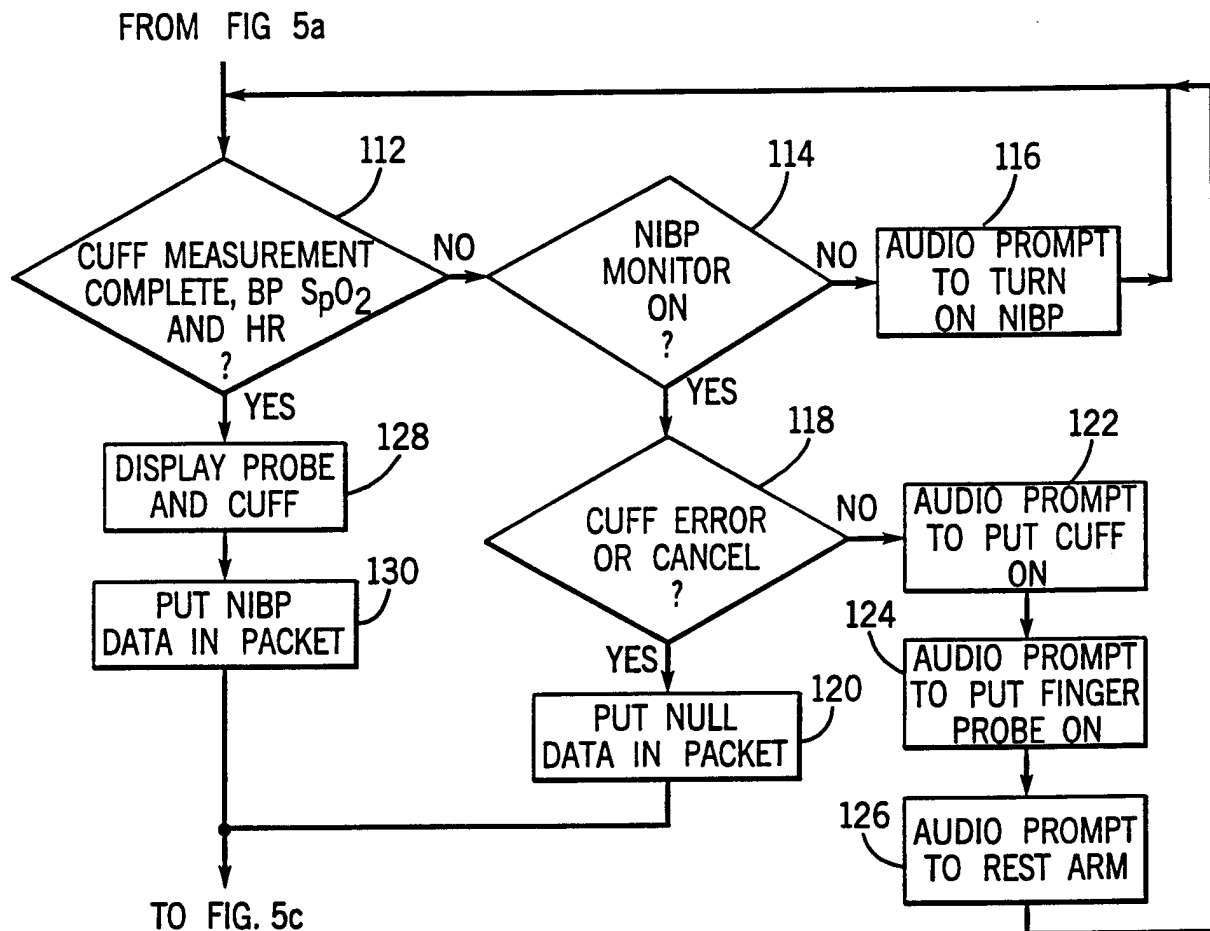 FROM FIG 5a
112
CUFF MEASUREMENT
COMPLETE, BP SpO2
AND HR
?
NO
YES
114
NIBP
MONITOR
ON
?
NO
YES
116
AUDIO PROMPT
TO TURN
ON NIBP
128
DISPLAY PROBE
AND CUFF
130
PUT NIBP
DATA IN PACKET
118
CUFF ERROR
OR CANCEL
?
NO
YES
120
PUT NULL
DATA IN PACKET
122
AUDIO PROMPT
TO PUT CUFF
ON
124
AUDIO PROMPT
TO PUT FINGER
PROBE ON
126
AUDIO PROMPT
TO REST ARM
TO FIG. 5c